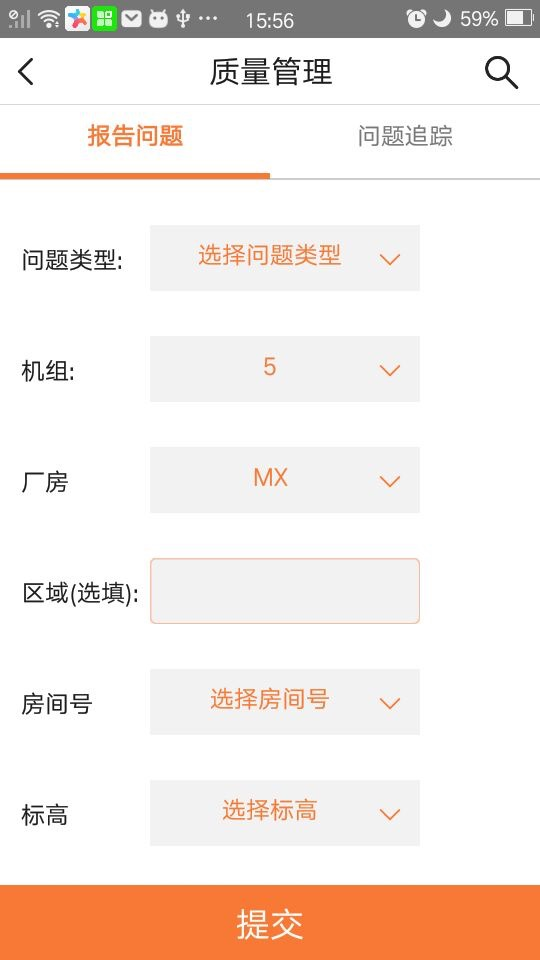 15:56
59%
质量管理
报告问题
问题追踪
问题类型:
选择问题类型
机组:
5
厂房
MX
区域(选填):
房间号
选择房间号
标高
选择标高
提交